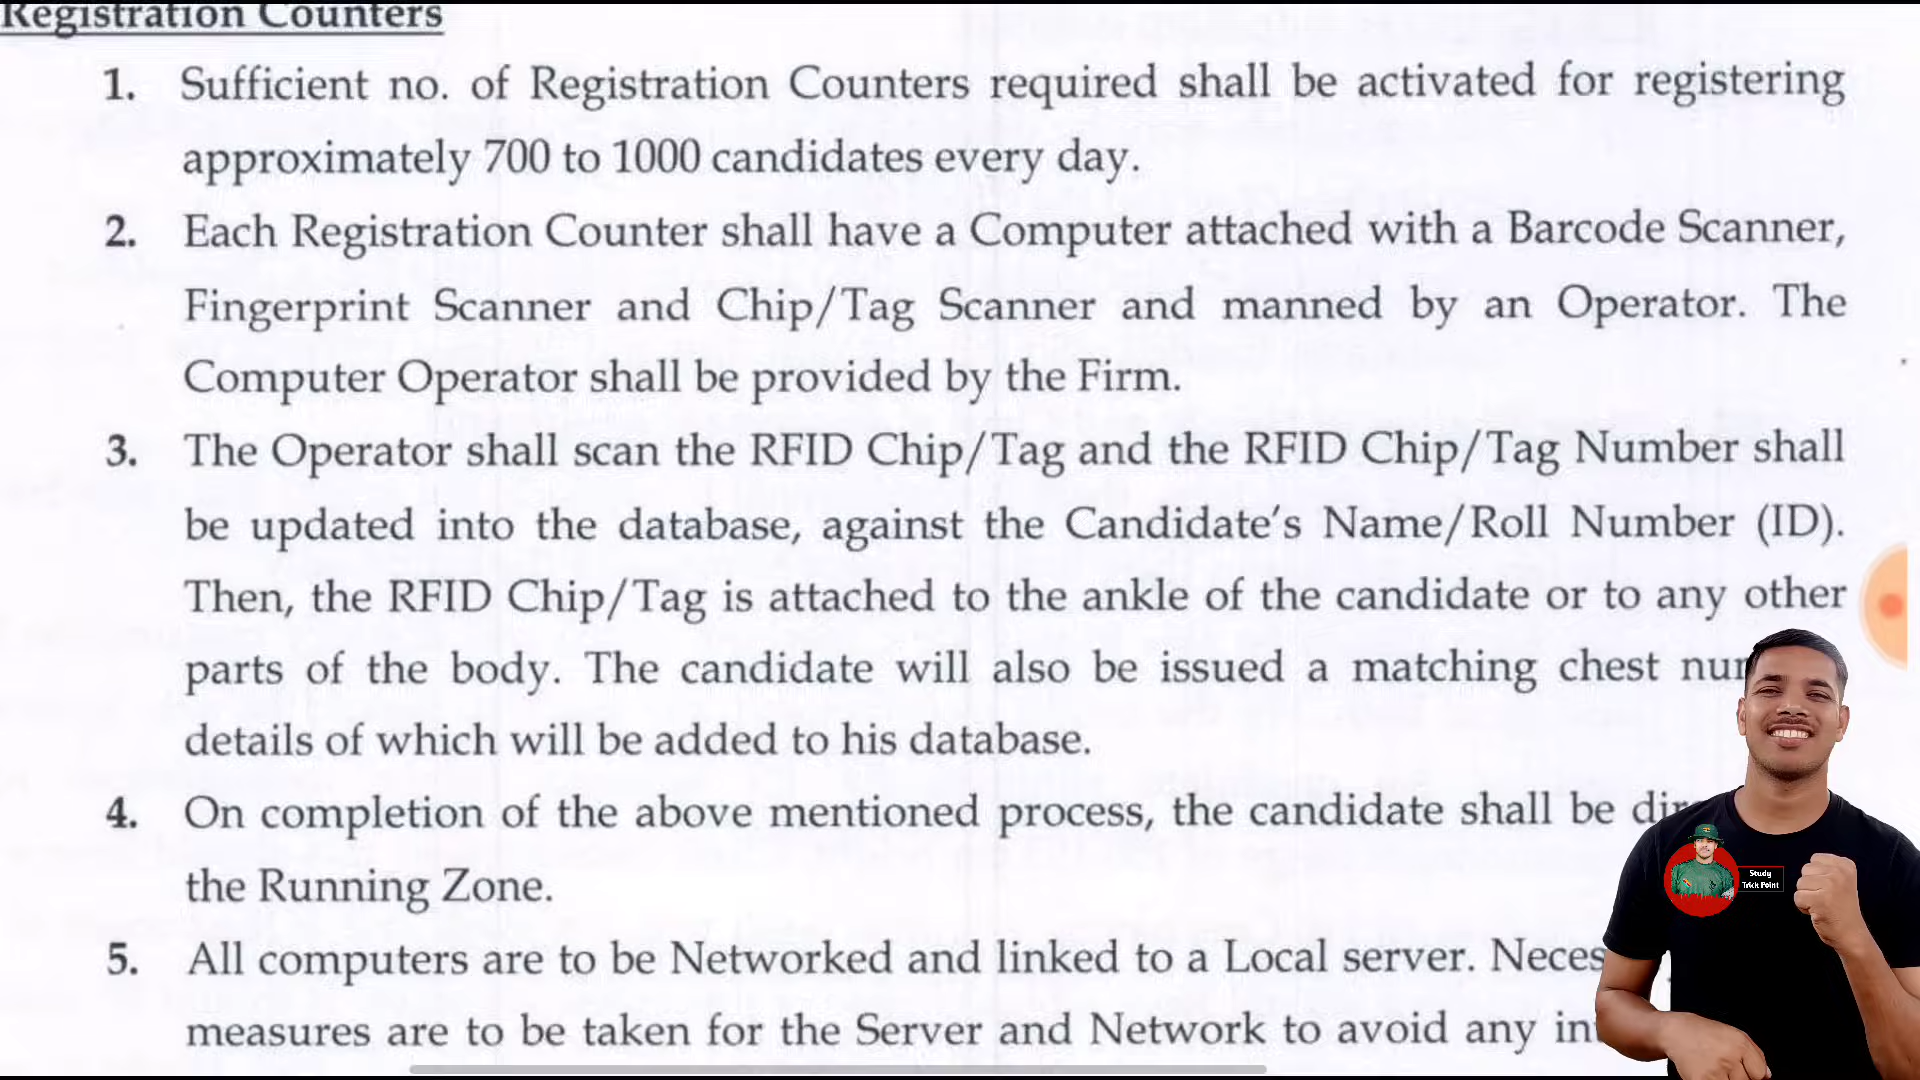 Registration Counters
1. Sufficient no. of Registration Counters required shall be activated for registering
approximately 700 to 1000 candidates every day.
2. Each Registration Counter shall have a Computer attached with a Barcode Scanner,
Fingerprint Scanner and Chip/Tag Scanner and manned by an Operator. The
Computer Operator shall be provided by the Firm.
3. The Operator shall scan the RFID Chip/Tag and the RFID Chip/Tag Number shall
be updated into the database, against the Candidate's Name/Roll Number (ID).
Then, the RFID Chip/Tag is attached to the ankle of the candidate or to any other
parts of the body. The candidate will also be issued a matching chest
details of which will be added to his database.
4. On completion of the above mentioned process, the candidate shall be
the Running Zone.
5. All computers are to be Networked and linked to a Local server.
measures are to be taken for the Server and Network to avoid any
Study
Trick Point